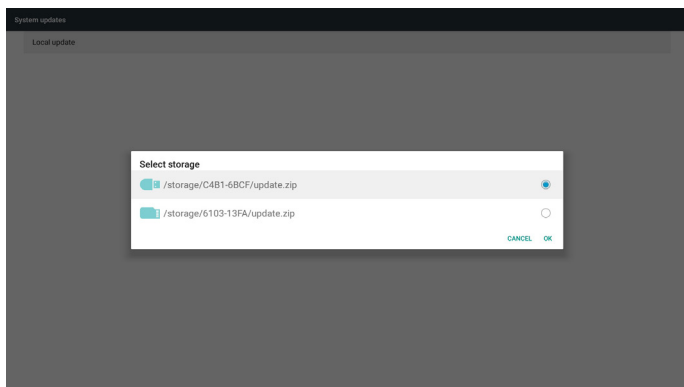 System updates
Local update
Select storage
/storage/C4B1-6BCF/update.zip
/storage/6103-13FA/update.zip
CANCEL OK